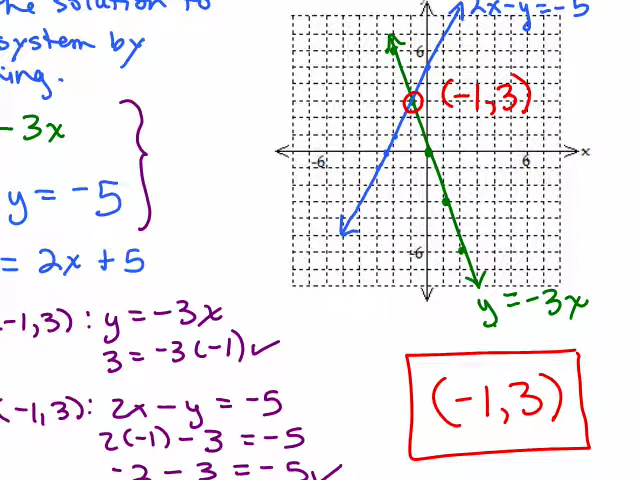 the solution to
system by
ing.
- 3x
y = -5
= 2x + 5
-1,3): y = -3x
3 = -3(-1) ✓
(-1,3): 2x - y = -5
2(-1) - 3 = -5
-2 - 3 = -5 ✓
2x-y=-5
6
(-1,3)
-6
6
x
-6
y = -3x
(-1,3)